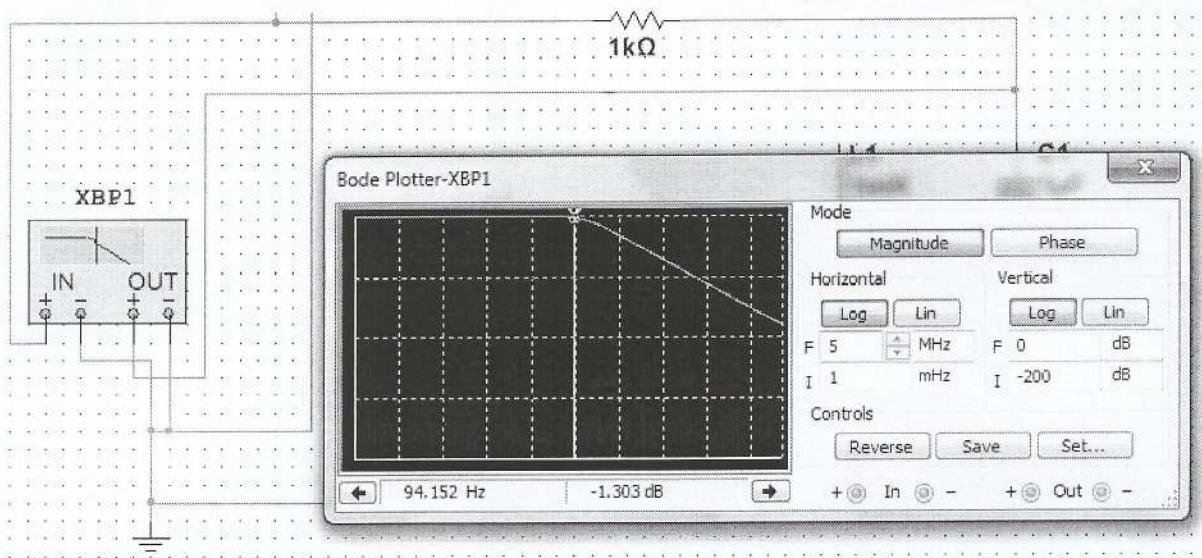 1kΩ
XBP1
IN OUT
+ - + -
Bode Plotter-XBP1
Mode
Magnitude Phase
Horizontal Vertical
Log Lin Log Lin
F 5 MHz F 0 dB
I 1 mHz I -200 dB
Controls
Reverse Save Set...
94.152 Hz -1.303 dB
+ In - + Out -